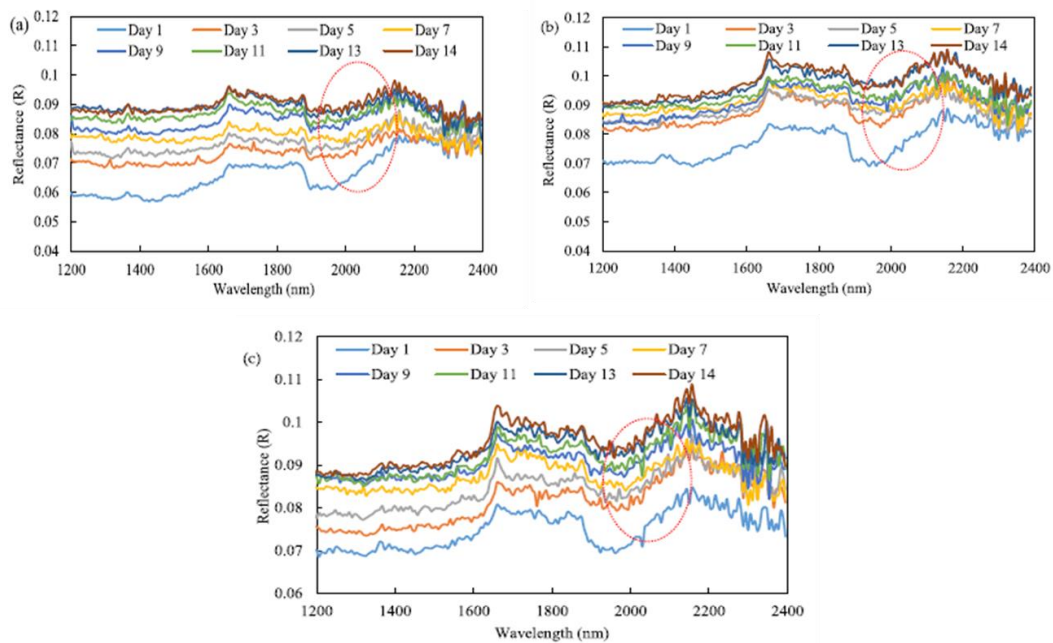 (a)
0.12
Day 1 Day 3 Day 5 Day 7
0.11
Day 9 Day 11 Day 13 Day 14
0.1
0.09
0.08
0.07
0.06
0.05
0.04
1200 1400 1600 1800 2000 2200 2400
Reflectance (R)
Wavelength (nm)
(b)
0.12
Day 1 Day 3 Day 5 Day 7
0.11
Day 9 Day 11 Day 13 Day 14
0.1
0.09
0.08
0.07
0.06
0.05
0.04
1200 1400 1600 1800 2000 2200 2400
Reflectance (R)
Wavelength (nm)
(c)
0.12
Day 1 Day 3 Day 5 Day 7
Day 9 Day 11 Day 13 Day 14
0.11
0.1
0.09
0.08
0.07
0.06
1200 1400 1600 1800 2000 2200 2400
Reflectance (R)
Wavelength (nm)